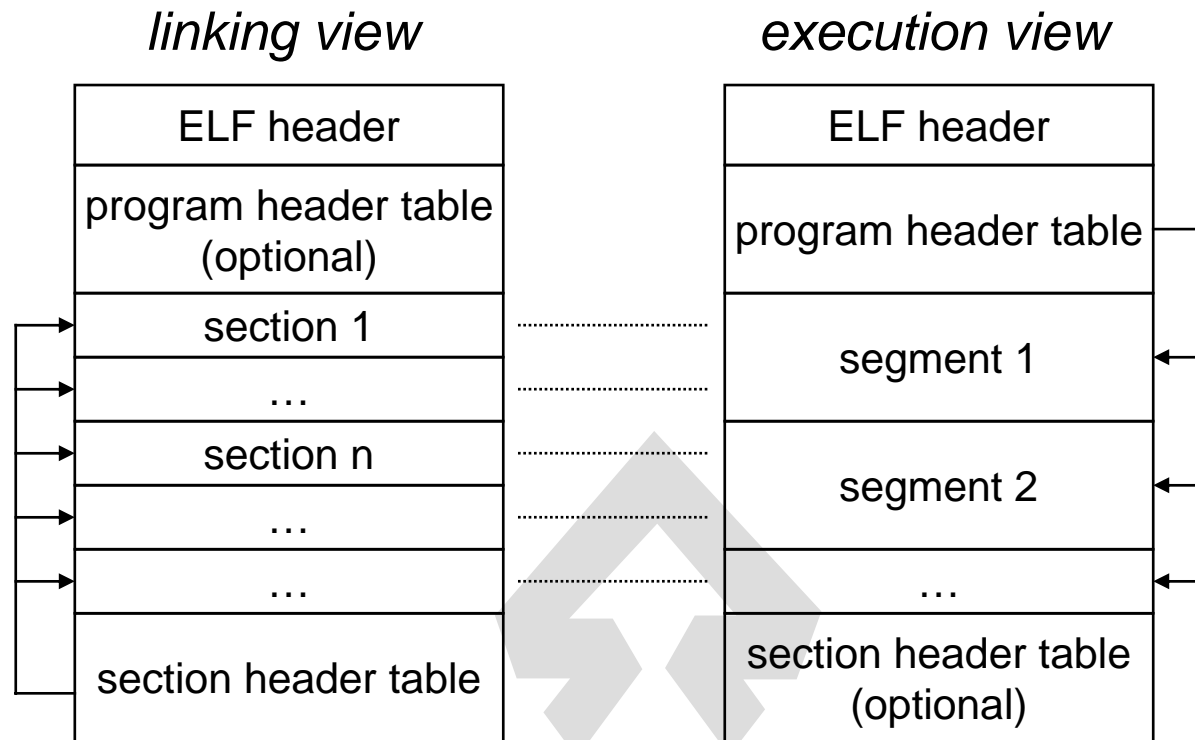 linking view
ELF header
program header table
(optional)
section 1
…
section n
…
…
section header table
execution view
ELF header
program header table
segment 1
segment 2
…
section header table
(optional)